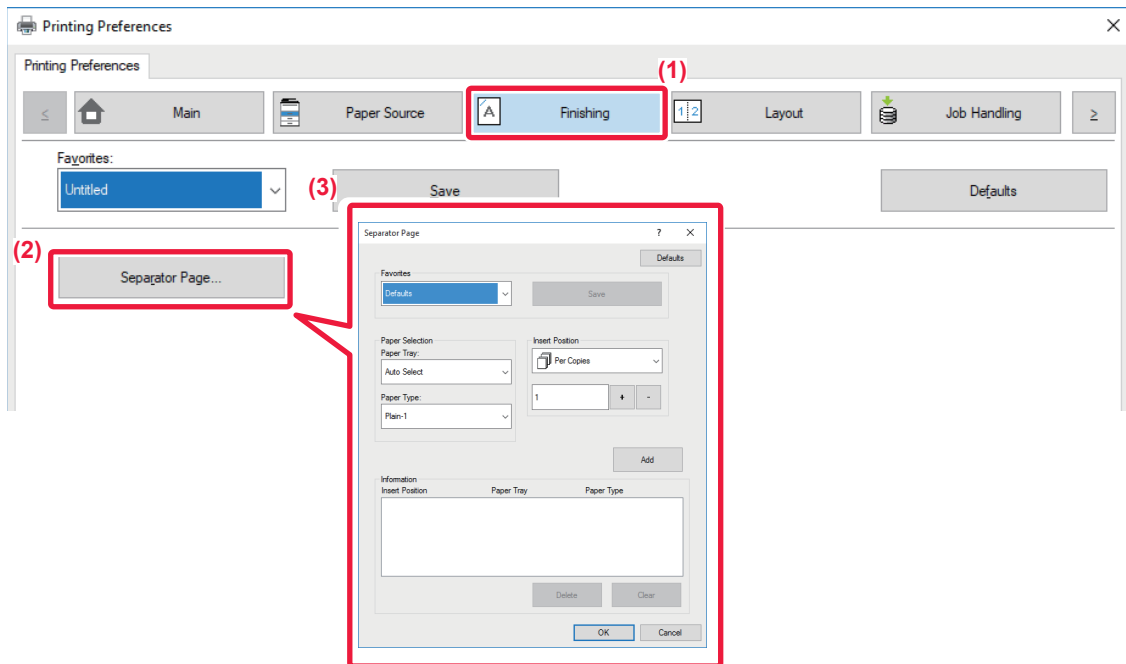 Printing Preferences
Printing Preferences
(1)
≤ Main Paper Source A Finishing 1 2 Layout Job Handling ≥
Favorites:
Untitled
(3)
Save
Defaults
(2)
Separator Page...
Separator Page ?
Defaults
Favorites
Defaults
Save
Paper Selection
Paper Tray:
Auto Select
Paper Type:
Plain-1
Insert Position
Per Copies
1 + -
Add
Information
Insert Position Paper Tray Paper Type
Delete Clear
OK Cancel